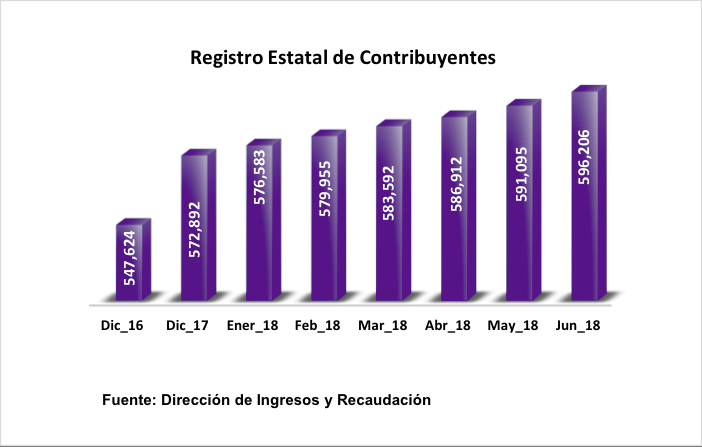 Registro Estatal de Contribuyentes
547,624
572,892
576,583
579,955
583,592
586,912
591,095
596,206
Dic_16 Dic_17 Ener_18 Feb_18 Mar_18 Abr_18 May_18 Jun_18
Fuente: Dirección de Ingresos y Recaudación